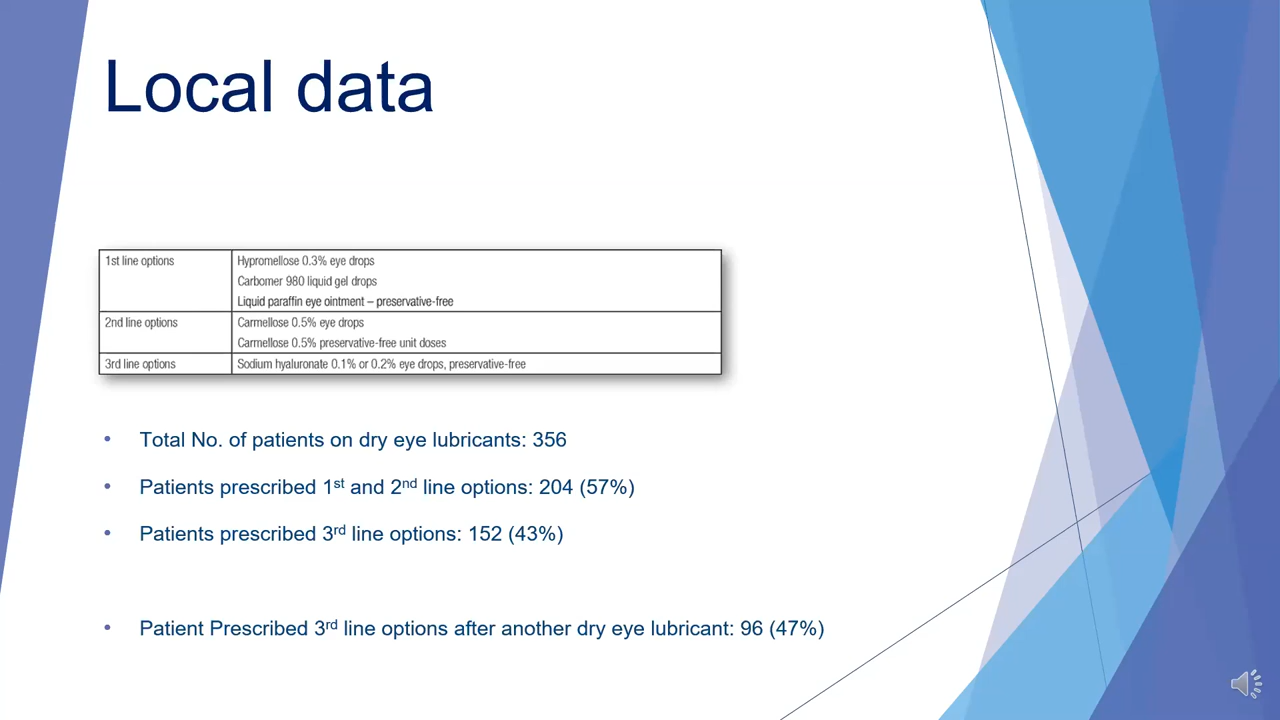 Local data
1st line options
Hypromellose 0.3% eye drops
Carbomer 980 liquid gel drops
Liquid paraffin eye ointment – preservative-free
2nd line options
Carmellose 0.5% eye drops
Carmellose 0.5% preservative-free unit doses
3rd line options
Sodium hyaluronate 0.1% or 0.2% eye drops, preservative-free
• Total No. of patients on dry eye lubricants: 356
• Patients prescribed 1st and 2nd line options: 204 (57%)
• Patients prescribed 3rd line options: 152 (43%)
• Patient Prescribed 3rd line options after another dry eye lubricant: 96 (47%)